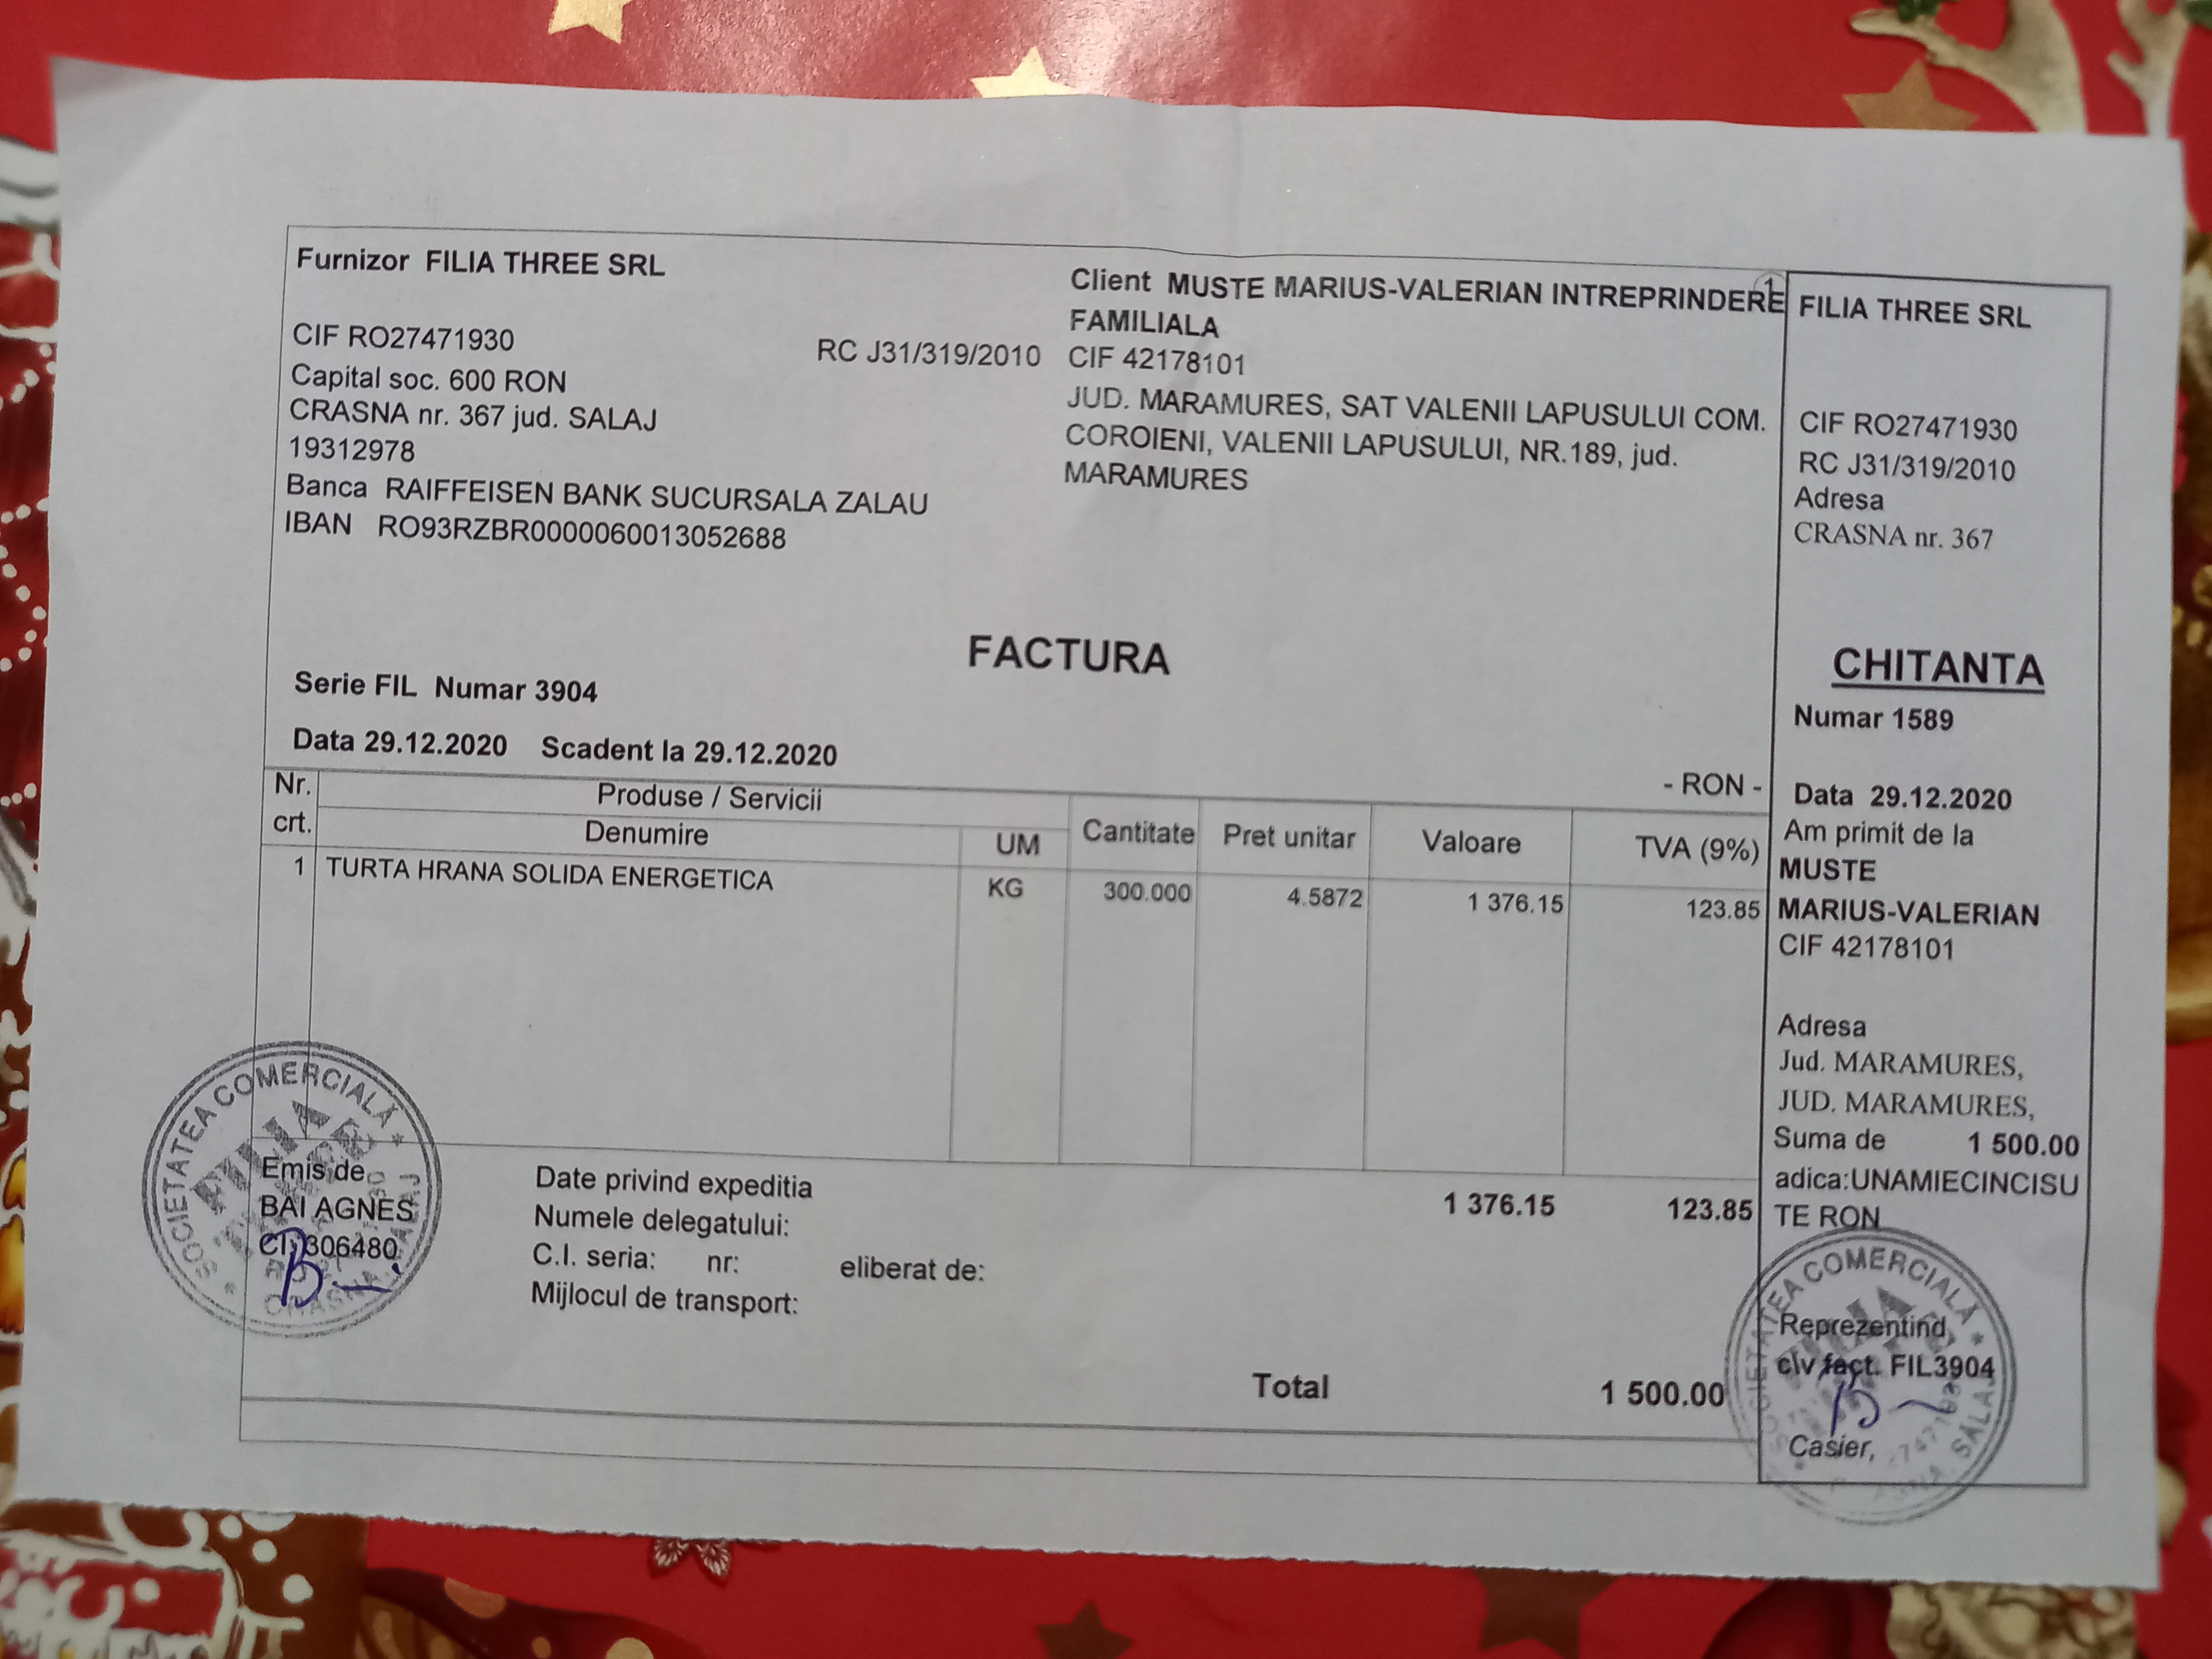 Furnizor FILIA THREE SRL
CIF RO27471930
RC J31/319/2010
Capital soc. 600 RON
CRASNA nr. 367 jud. SALAJ
19312978
Banca RAIFFEISEN BANK SUCURSALA ZALAU
IBAN RO93RZBR0000060013052688
Client MUSTE MARIUS-VALERIAN INTREPRINDERE
1
FAMILIALA
CIF 42178101
JUD. MARAMURES, SAT VALENII LAPUSULUI COM.
COROIENI, VALENII LAPUSULUI, NR.189, jud.
MARAMURES
FACTURA
Serie FIL Numar 3904
Data 29.12.2020 Scadent la 29.12.2020
- RON -
Nr. crt.
Produse / Servicii
Denumire UM Cantitate Pret unitar Valoare TVA (9%)
1 TURTA HRANA SOLIDA ENERGETICA KG 300.000 4.5872 1 376.15 123.85
Emis de
BAI AGNES
CI 306480
SOCIETATEA COMERCIALĂ
FILIA
CRASNA
Date privind expeditia
Numele delegatului:
C.I. seria: nr: eliberat de:
Mijlocul de transport:
1 376.15 123.85
Total 1 500.00
FILIA THREE SRL
CIF RO27471930
RC J31/319/2010
Adresa
CRASNA nr. 367
CHITANTA
Numar 1589
Data 29.12.2020
Am primit de la
MUSTE
MARIUS-VALERIAN
CIF 42178101
Adresa
Jud. MARAMURES,
JUD. MARAMURES,
Suma de 1 500.00
adica:UNAMIECINCISU
TE RON
Reprezentind
clv fact. FIL3904
Casier,
SOCIETATEA COMERCIALĂ
FILIA
SĂLAJ